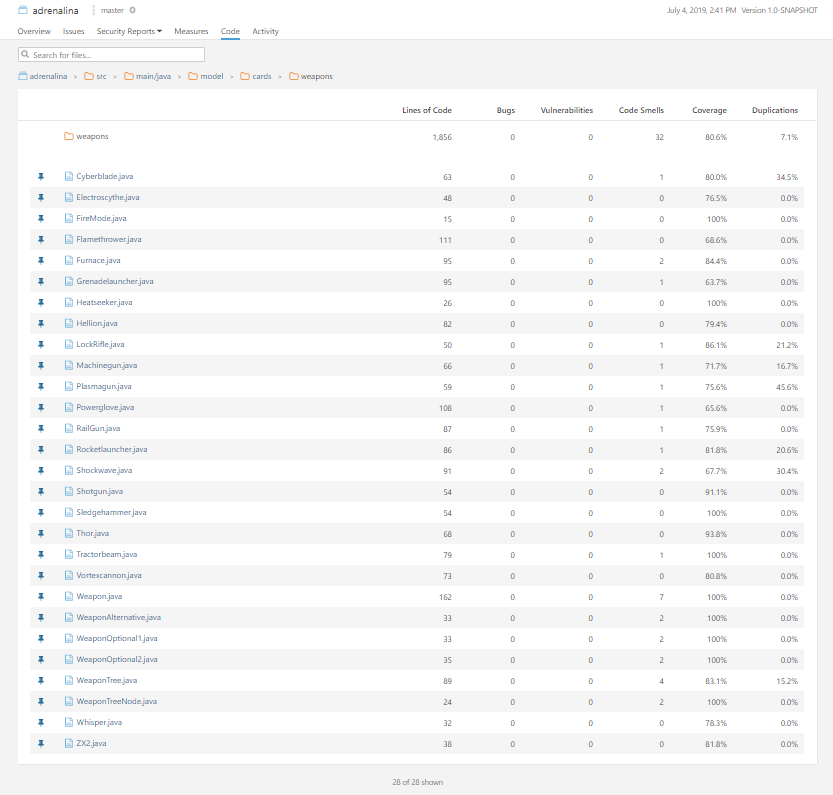 adrenalina master July 4, 2019, 2:41 PM Version 1.0-SNAPSHOT
Overview Issues Security Reports Measures Code Activity
Search for files...
adrenalina > src > main/java > model > cards > weapons
Lines of Code Bugs Vulnerabilities Code Smells Coverage Duplications
weapons 1,856 0 0 32 80.6% 7.1%
Cyberblade.java 63 0 0 1 80.0% 34.5%
Electroscythe.java 48 0 0 0 76.5% 0.0%
FireMode.java 15 0 0 0 100% 0.0%
Flamethrower.java 111 0 0 0 68.6% 0.0%
Furnace.java 95 0 0 2 84.4% 0.0%
Grenadelauncher.java 95 0 0 1 63.7% 0.0%
Heatseeker.java 26 0 0 0 100% 0.0%
Hellion.java 82 0 0 0 79.4% 0.0%
LockRifle.java 50 0 0 1 86.1% 21.2%
Machinegun.java 66 0 0 1 71.7% 16.7%
Plasmagun.java 59 0 0 1 75.6% 45.6%
Powerglove.java 108 0 0 1 65.6% 0.0%
RailGun.java 87 0 0 1 75.9% 0.0%
Rocketlauncher.java 86 0 0 1 81.8% 20.6%
Shockwave.java 91 0 0 2 67.7% 30.4%
Shotgun.java 54 0 0 0 91.1% 0.0%
Sledgehammer.java 54 0 0 0 100% 0.0%
Thor.java 68 0 0 0 93.8% 0.0%
Tractorbeam.java 79 0 0 1 100% 0.0%
Vortexcannon.java 73 0 0 0 80.8% 0.0%
Weapon.java 162 0 0 7 100% 0.0%
WeaponAlternative.java 33 0 0 2 100% 0.0%
WeaponOptional1.java 33 0 0 2 100% 0.0%
WeaponOptional2.java 35 0 0 2 100% 0.0%
WeaponTree.java 89 0 0 4 83.1% 15.2%
WeaponTreeNode.java 24 0 0 2 100% 0.0%
Whisper.java 32 0 0 0 78.3% 0.0%
ZX2.java 38 0 0 0 81.8% 0.0%
28 of 28 shown